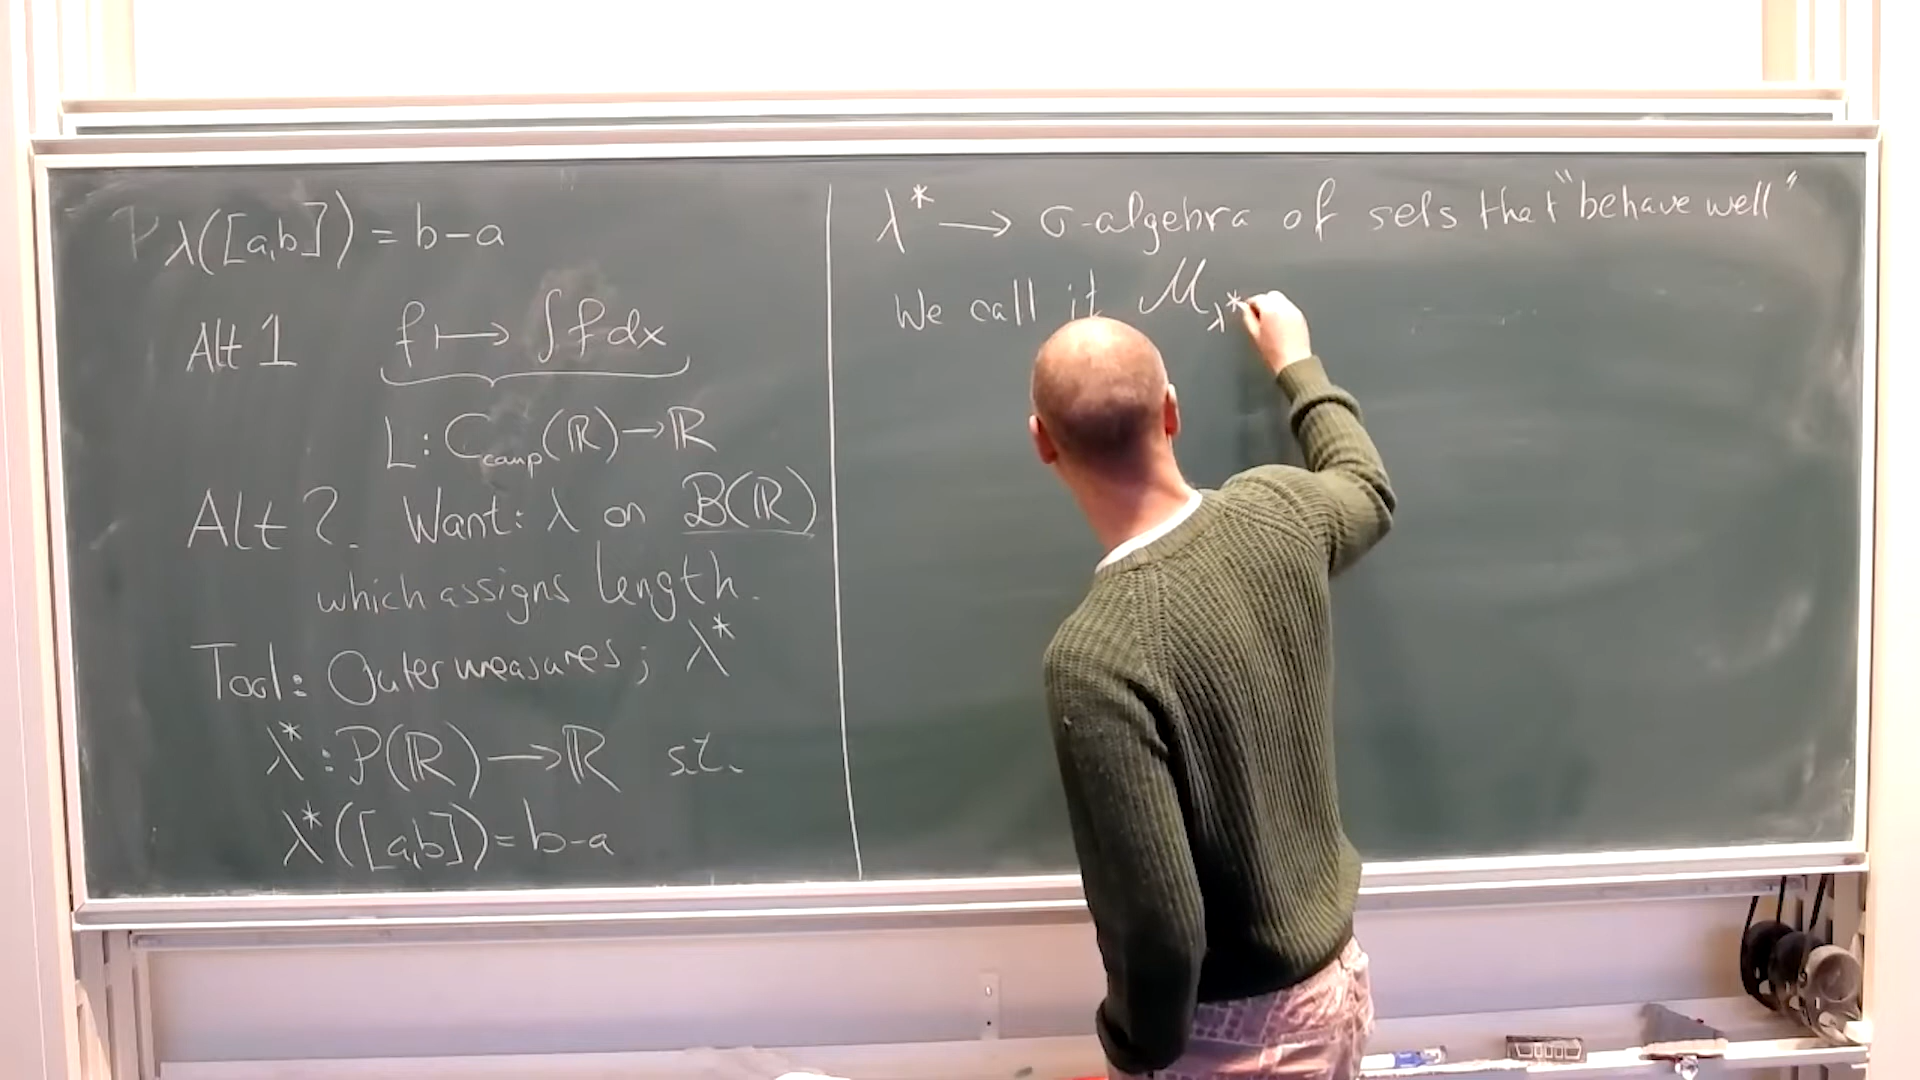 λ([a,b]) = b-a
Alt 1 f ↦ ∫f dx
L: C_comp(ℝ) → ℝ
Alt 2. Want: λ on B(ℝ)
which assigns length.
Tool: Outer measures; λ*
λ*: P(ℝ) → ℝ s.t.
λ*([a,b]) = b-a
λ* → σ-algebra of sets that "behave well"
We call it M_λ*